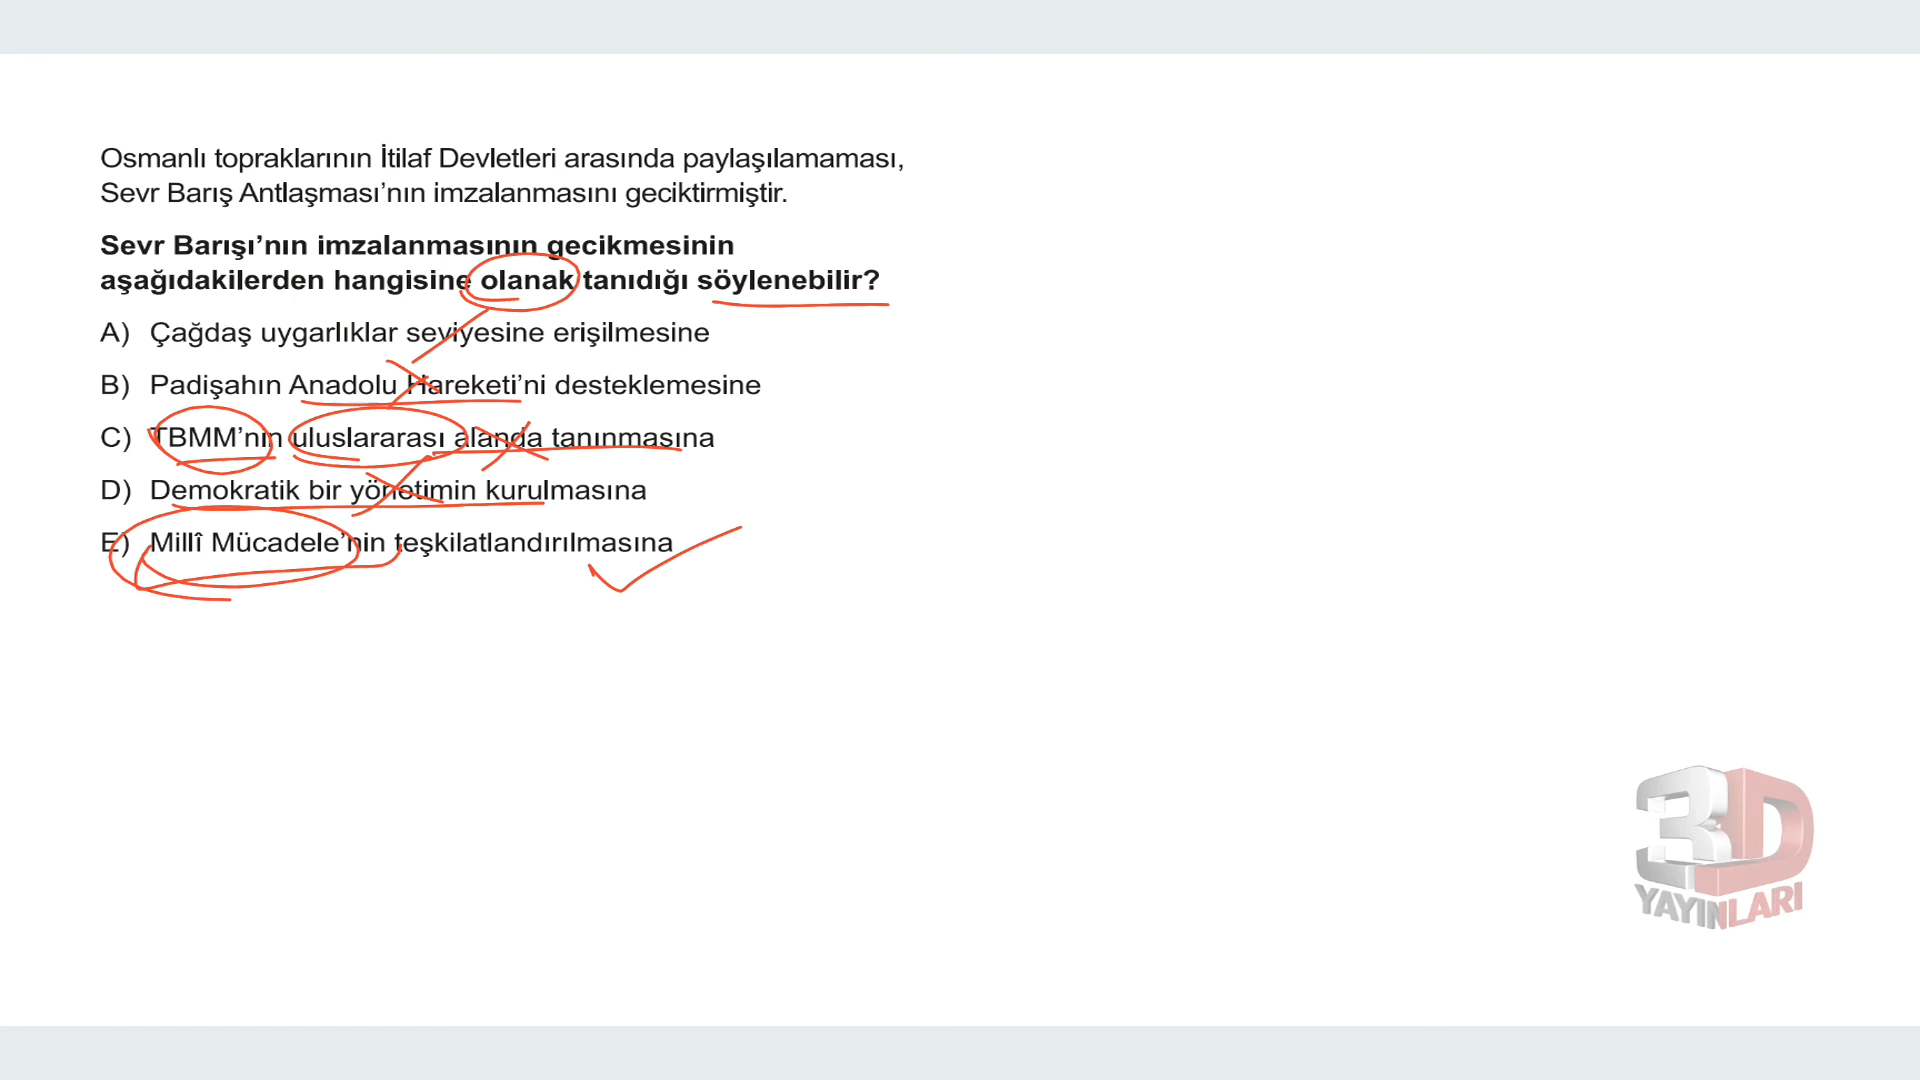 Osmanlı topraklarının İtilaf Devletleri arasında paylaşılamaması,
Sevr Barış Antlaşması’nın imzalanmasını geciktirmiştir.
Sevr Barışı’nın imzalanmasının gecikmesinin
aşağıdakilerden hangisine olanak tanıdığı söylenebilir?
A) Çağdaş uygarlıklar seviyesine erişilmesine
B) Padişahın Anadolu Hareketi’ni desteklemesine
C) TBMM’nin uluslararası alanda tanınmasına
D) Demokratik bir yönetimin kurulmasına
E) Millî Mücadele’nin teşkilatlandırılmasına
3D
YAYINLARI